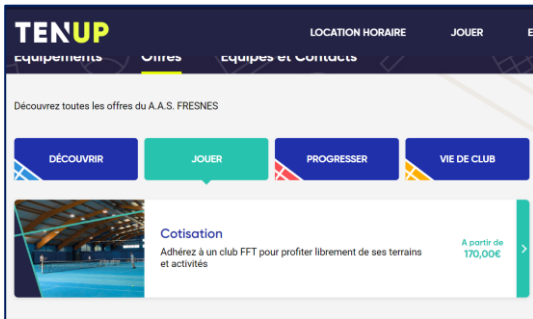 TENUP
LOCATION HORAIRE JOUER E
Equipements Offres Equipes et Contacts
Découvrez toutes les offres du A.A.S. FRESNES
DÉCOUVRIR JOUER PROGRESSER VIE DE CLUB
Cotisation
Adhérez à un club FFT pour profiter librement de ses terrains
et activités
A partir de
170,00€